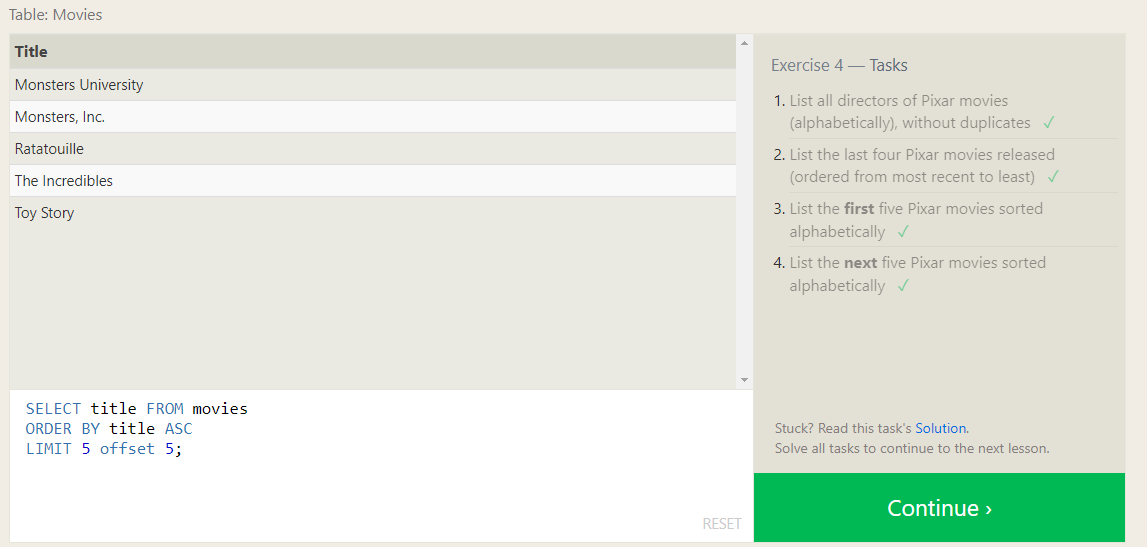 Table: Movies
Title
Monsters University
Monsters, Inc.
Ratatouille
The Incredibles
Toy Story
SELECT title FROM movies
ORDER BY title ASC
LIMIT 5 offset 5;
RESET
Exercise 4 — Tasks
1. List all directors of Pixar movies
(alphabetically), without duplicates ✓
2. List the last four Pixar movies released
(ordered from most recent to least) ✓
3. List the first five Pixar movies sorted
alphabetically ✓
4. List the next five Pixar movies sorted
alphabetically ✓
Stuck? Read this task's Solution.
Solve all tasks to continue to the next lesson.
Continue ›